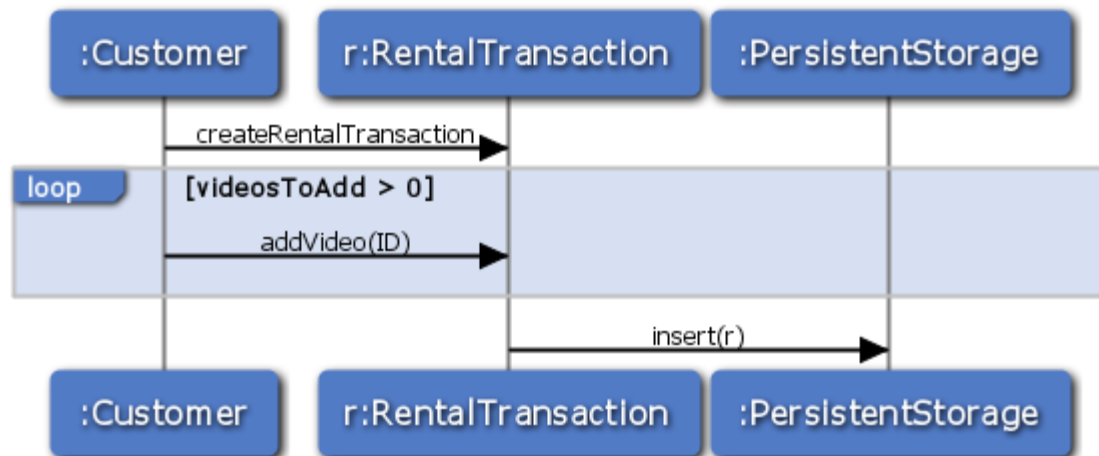 :Customer r:RentalTransaction :PersistentStorage
createRentalTransaction
loop [videosToAdd > 0]
addVideo(ID)
insert(r)
:Customer r:RentalTransaction :PersistentStorage